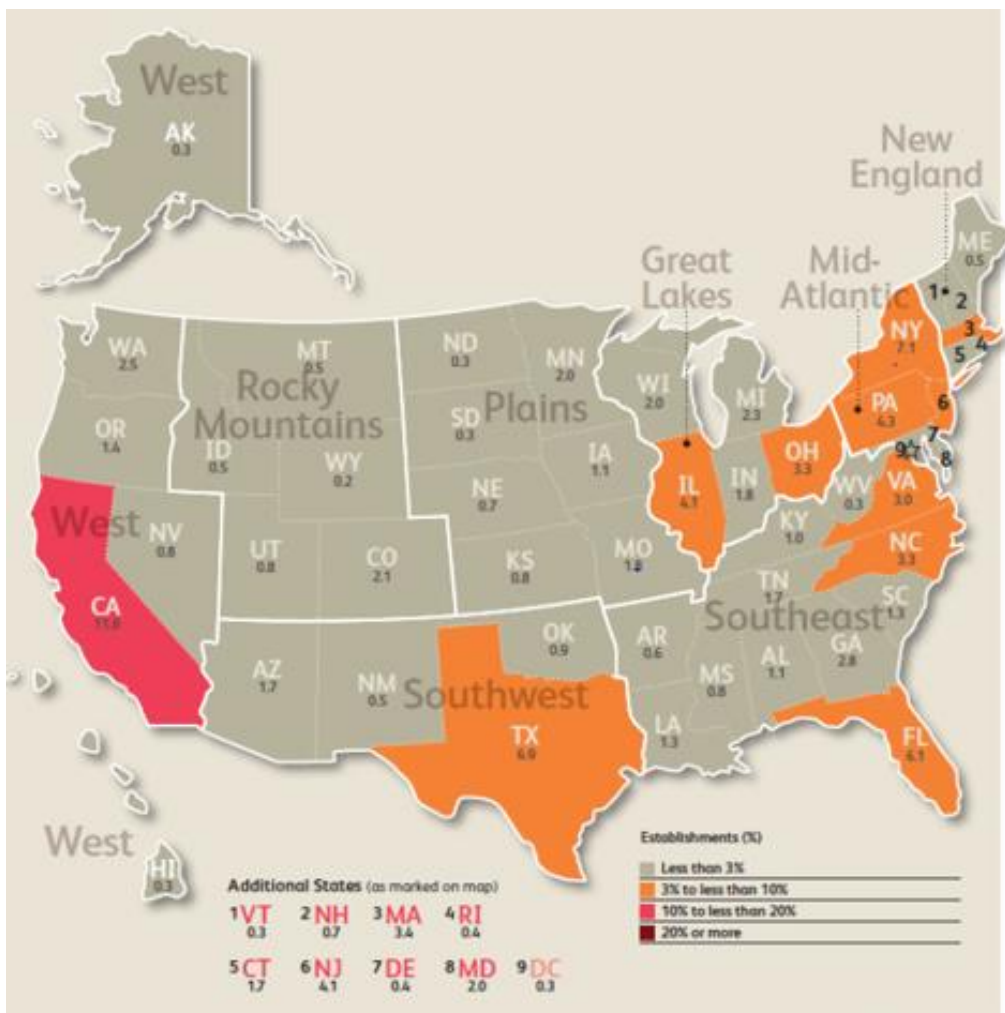 West
AK
0.3
New
England
ME
0.5
Great
Lakes
Mid-
Atlantic
1
2
3
4
5
NY
7.1
WA
2.5
MT
0.5
ND
0.3
MN
2.0
WI
2.0
MI
2.3
Rocky
Mountains
Plains
OR
1.4
ID
0.5
WY
0.2
SD
0.3
IA
1.1
PA
4.3
6
7
8
9
OH
3.3
IL
4.1
IN
1.8
WV
0.3
VA
3.0
NE
0.7
West
NV
0.8
UT
0.8
CO
2.1
KS
0.8
MO
KY
1.0
NC
3.3
CA
TN
1.7
SC
1.3
Southeast
AZ
1.7
NM
0.5
OK
0.9
AR
0.6
MS
0.8
AL
1.1
GA
2.8
Southwest
TX
LA
1.3
FL
6.1
West
HI
0.3
Establishments (%)
Less than 3%
3% to less than 10%
10% to less than 20%
20% or more
Additional States (as marked on map)
1 VT 2 NH 3 MA 4 RI
0.3 0.7 3.4 0.4
5 CT 6 NJ 7 DE 8 MD 9 DC
1.7 4.1 0.4 2.0 0.3